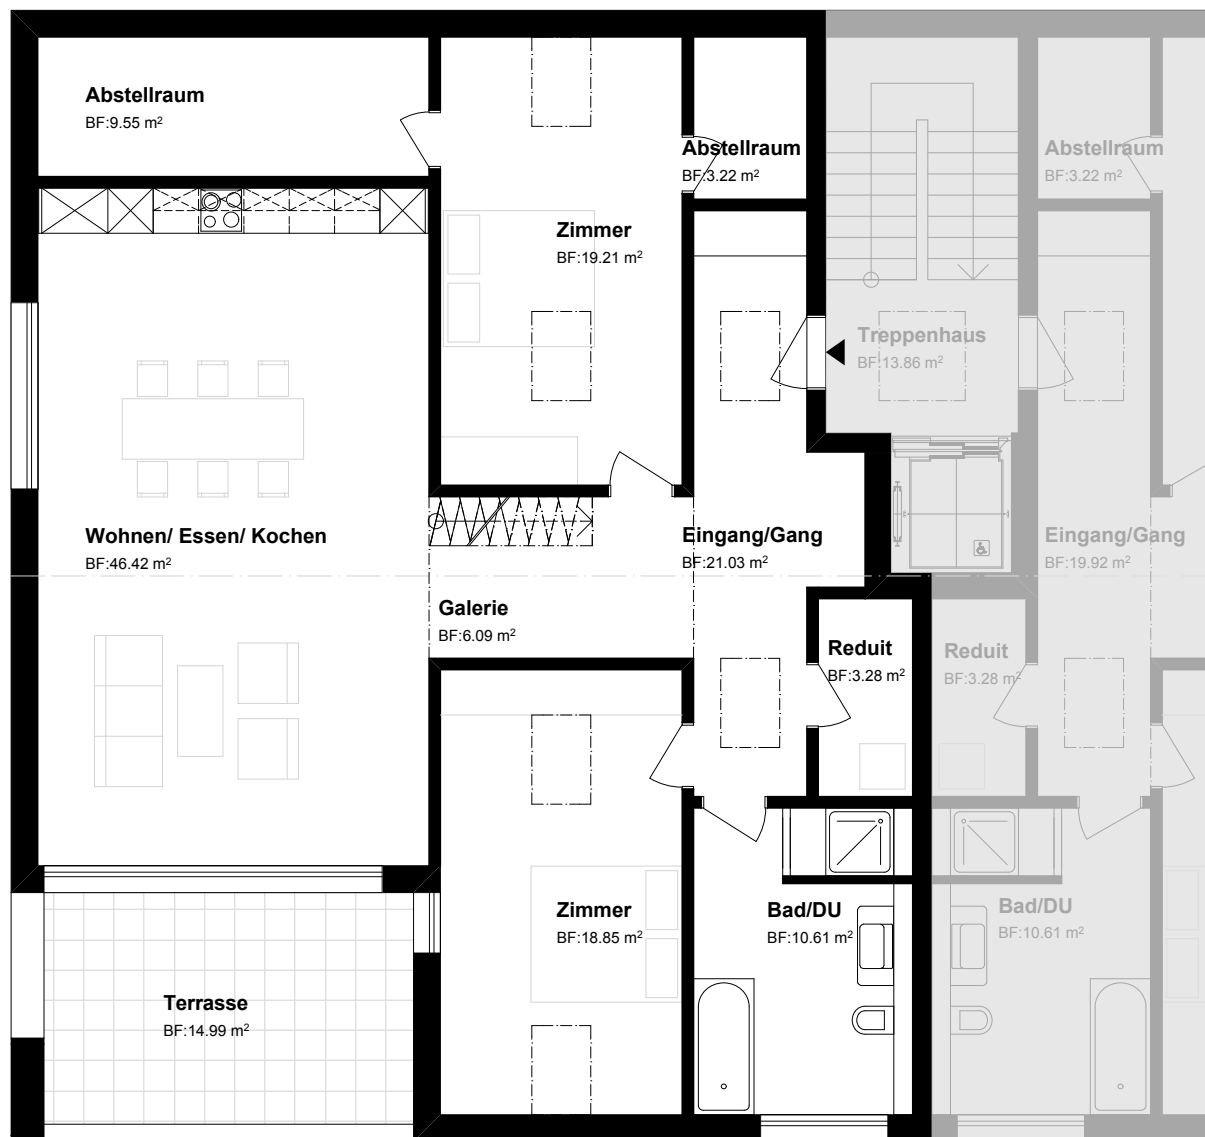 Abstellraum
BF:9.55 m²
Abstellraum
BF:3.22 m²
Abstellraum
BF:3.22 m²
Zimmer
BF:19.21 m²
Treppenhaus
BF:13.86 m²
Wohnen/ Essen/ Kochen
BF:46.42 m²
Eingang/Gang
BF:21.03 m²
Eingang/Gang
BF:19.92 m²
Galerie
BF:6.09 m²
Reduit
BF:3.28 m²
Reduit
BF:3.28 m²
Zimmer
BF:18.85 m²
Bad/DU
BF:10.61 m²
Bad/DU
BF:10.61 m²
Terrasse
BF:14.99 m²